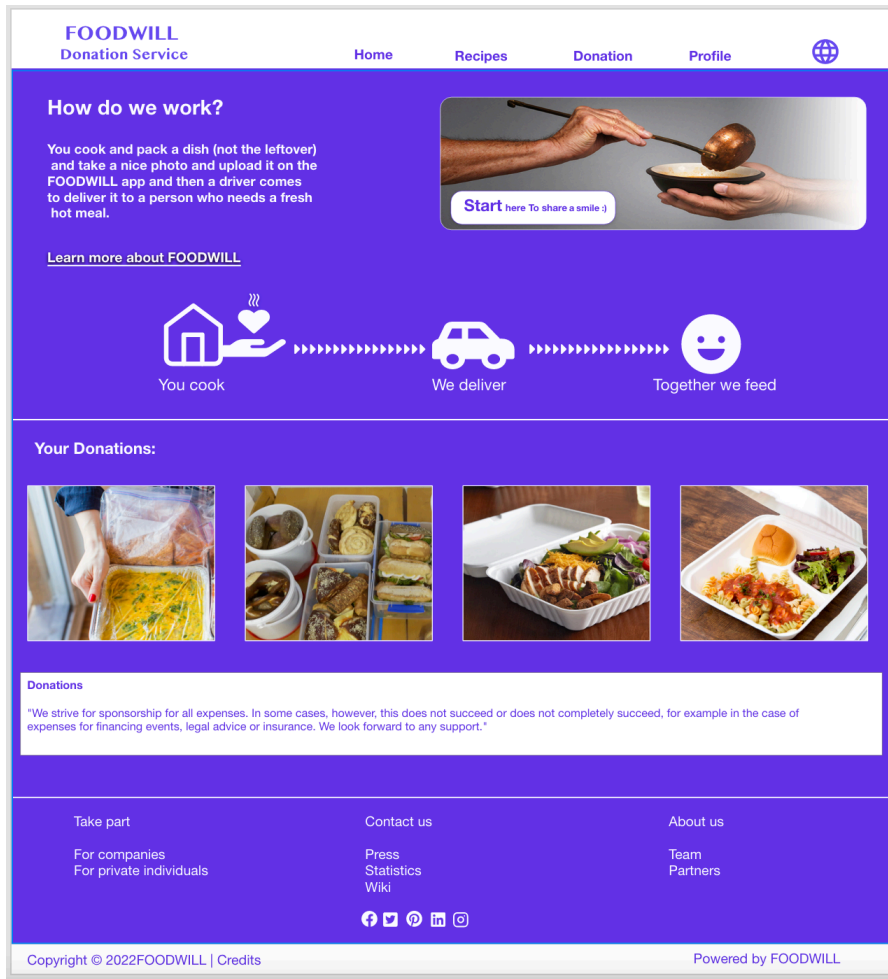 FOODWILL
Donation Service
Home
Recipes
Donation
Profile
How do we work?
You cook and pack a dish (not the leftover)
and take a nice photo and upload it on the
FOODWILL app and then a driver comes
to deliver it to a person who needs a fresh
hot meal.
Start here To share a smile :)
Learn more about FOODWILL
You cook
We deliver
Together we feed
Your Donations:
Donations
"We strive for sponsorship for all expenses. In some cases, however, this does not succeed or does not completely succeed, for example in the case of
expenses for financing events, legal advice or insurance. We look forward to any support."
Take part
For companies
For private individuals
Contact us
Press
Statistics
Wiki
About us
Team
Partners
Copyright © 2022FOODWILL | Credits
Powered by FOODWILL